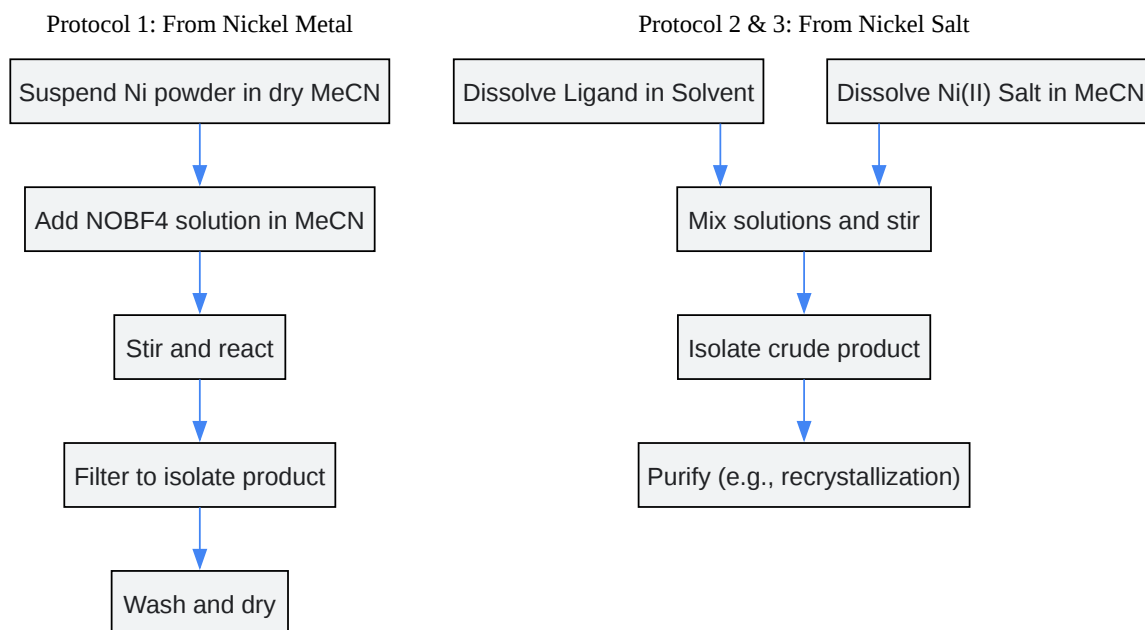 Protocol 1: From Nickel Metal
Suspend Ni powder in dry MeCN
Add NOBF4 solution in MeCN
Stir and react
Filter to isolate product
Wash and dry
Protocol 2 & 3: From Nickel Salt
Dissolve Ligand in Solvent
Dissolve Ni(II) Salt in MeCN
Mix solutions and stir
Isolate crude product
Purify (e.g., recrystallization)